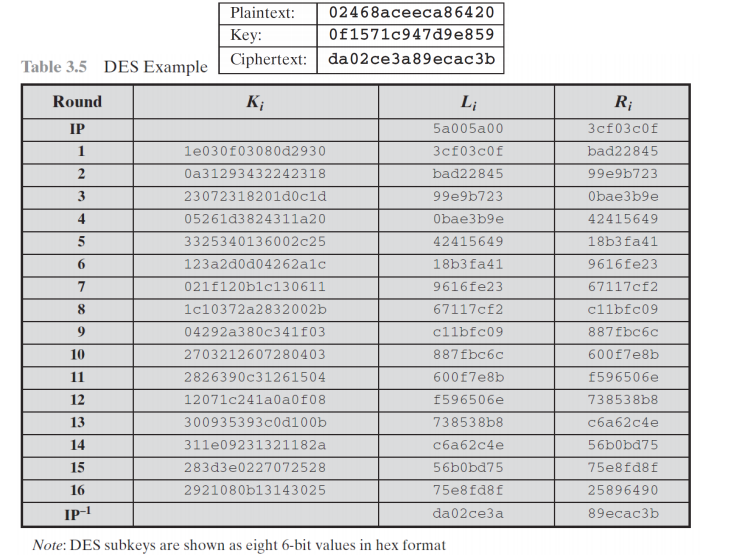 Plaintext: 02468aceeca86420
Key: 0f1571c947d9e859
Ciphertext: da02ce3a89ecac3b
Table 3.5 DES Example
Round Ki Li Ri
IP 5a005a00 3cf03c0f
1 1e030f03080d2930 3cf03c0f bad22845
2 0a31293432242318 bad22845 99e9b723
3 23072318201d0c1d 99e9b723 0bae3b9e
4 05261d3824311a20 0bae3b9e 42415649
5 3325340136002c25 42415649 18b3fa41
6 123a2d0d04262a1c 18b3fa41 9616fe23
7 021f120b1c130611 9616fe23 67117cf2
8 1c10372a2832002b 67117cf2 c11bfc09
9 04292a380c341f03 c11bfc09 887fbc6c
10 2703212607280403 887fbc6c 600f7e8b
11 2826390c31261504 600f7e8b f596506e
12 12071c241a0a0f08 f596506e 738538b8
13 300935393c0d100b 738538b8 c6a62c4e
14 311e09231321182a c6a62c4e 56b0bd75
15 283d3e0227072528 56b0bd75 75e8fd8f
16 2921080b13143025 75e8fd8f 25896490
IP–1 da02ce3a 89ecac3b
Note: DES subkeys are shown as eight 6-bit values in hex format